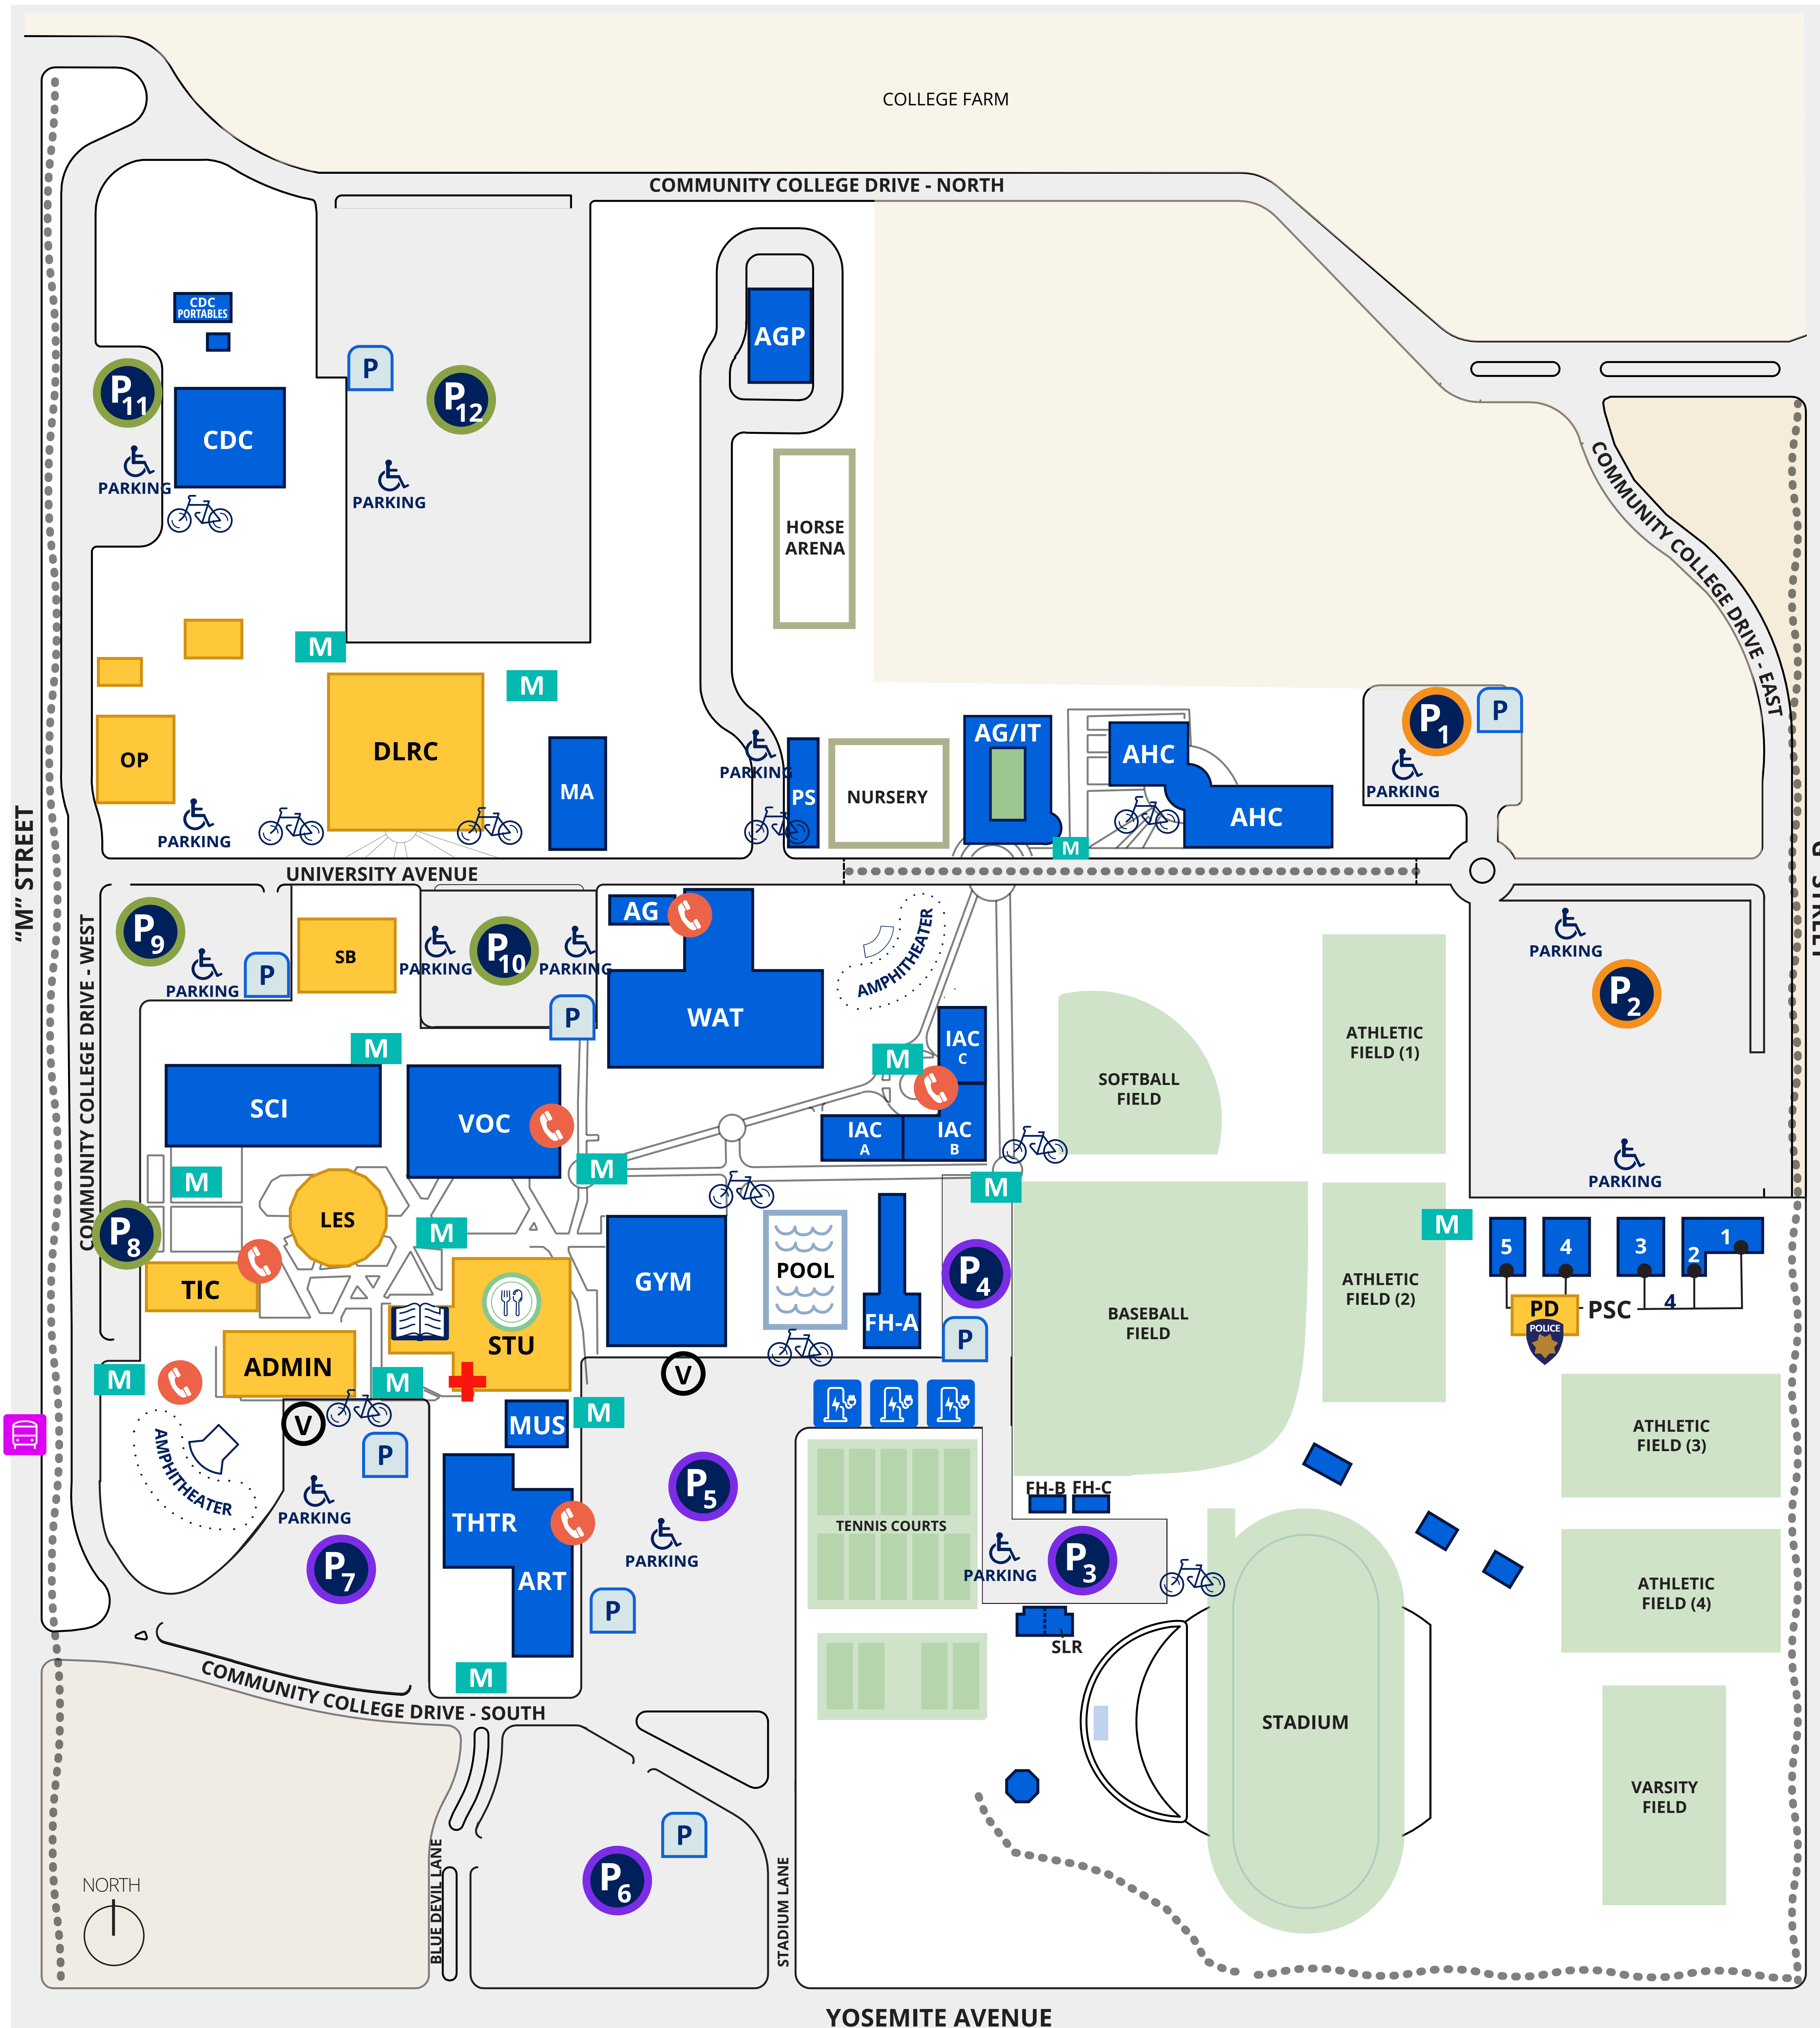 COLLEGE FARM
COMMUNITY COLLEGE DRIVE - NORTH
CDC
PORTABLES
AGP
P
P11
P12
CDC
PARKING
PARKING
HORSE
ARENA
COMMUNITY COLLEGE DRIVE - EAST
M
M
P1
P
OP
DLRC
MA
PARKING
PS
NURSERY
AG/IT
AHC
AHC
PARKING
PARKING
M
"M" STREET
UNIVERSITY AVENUE
COMMUNITY COLLEGE DRIVE - WEST
P9
PARKING
P
SB
PARKING
P10
PARKING
P
AG
WAT
AMPHITHEATER
PARKING
P2
PARKING
IAC
C
M
IAC
A
IAC
B
SOFTBALL
FIELD
ATHLETIC
FIELD (1)
M
SCI
VOC
M
M
M
LES
M
P8
TIC
STU
GYM
POOL
FH-A
P4
P
M
BASEBALL
FIELD
ATHLETIC
FIELD (2)
M
5
4
3
2
1
PD
PSC
4
POLICE
ADMIN
M
M
V
V
P
AMPHITHEATER
PARKING
P7
MUS
M
THTR
ART
P5
PARKING
P
M
TENNIS COURTS
FH-B
FH-C
PARKING
P3
SLR
ATHLETIC
FIELD (3)
ATHLETIC
FIELD (4)
STADIUM
VARSITY
FIELD
COMMUNITY COLLEGE DRIVE - SOUTH
P
P6
BLUE DEVIL LANE
STADIUM LANE
NORTH
YOSEMITE AVENUE